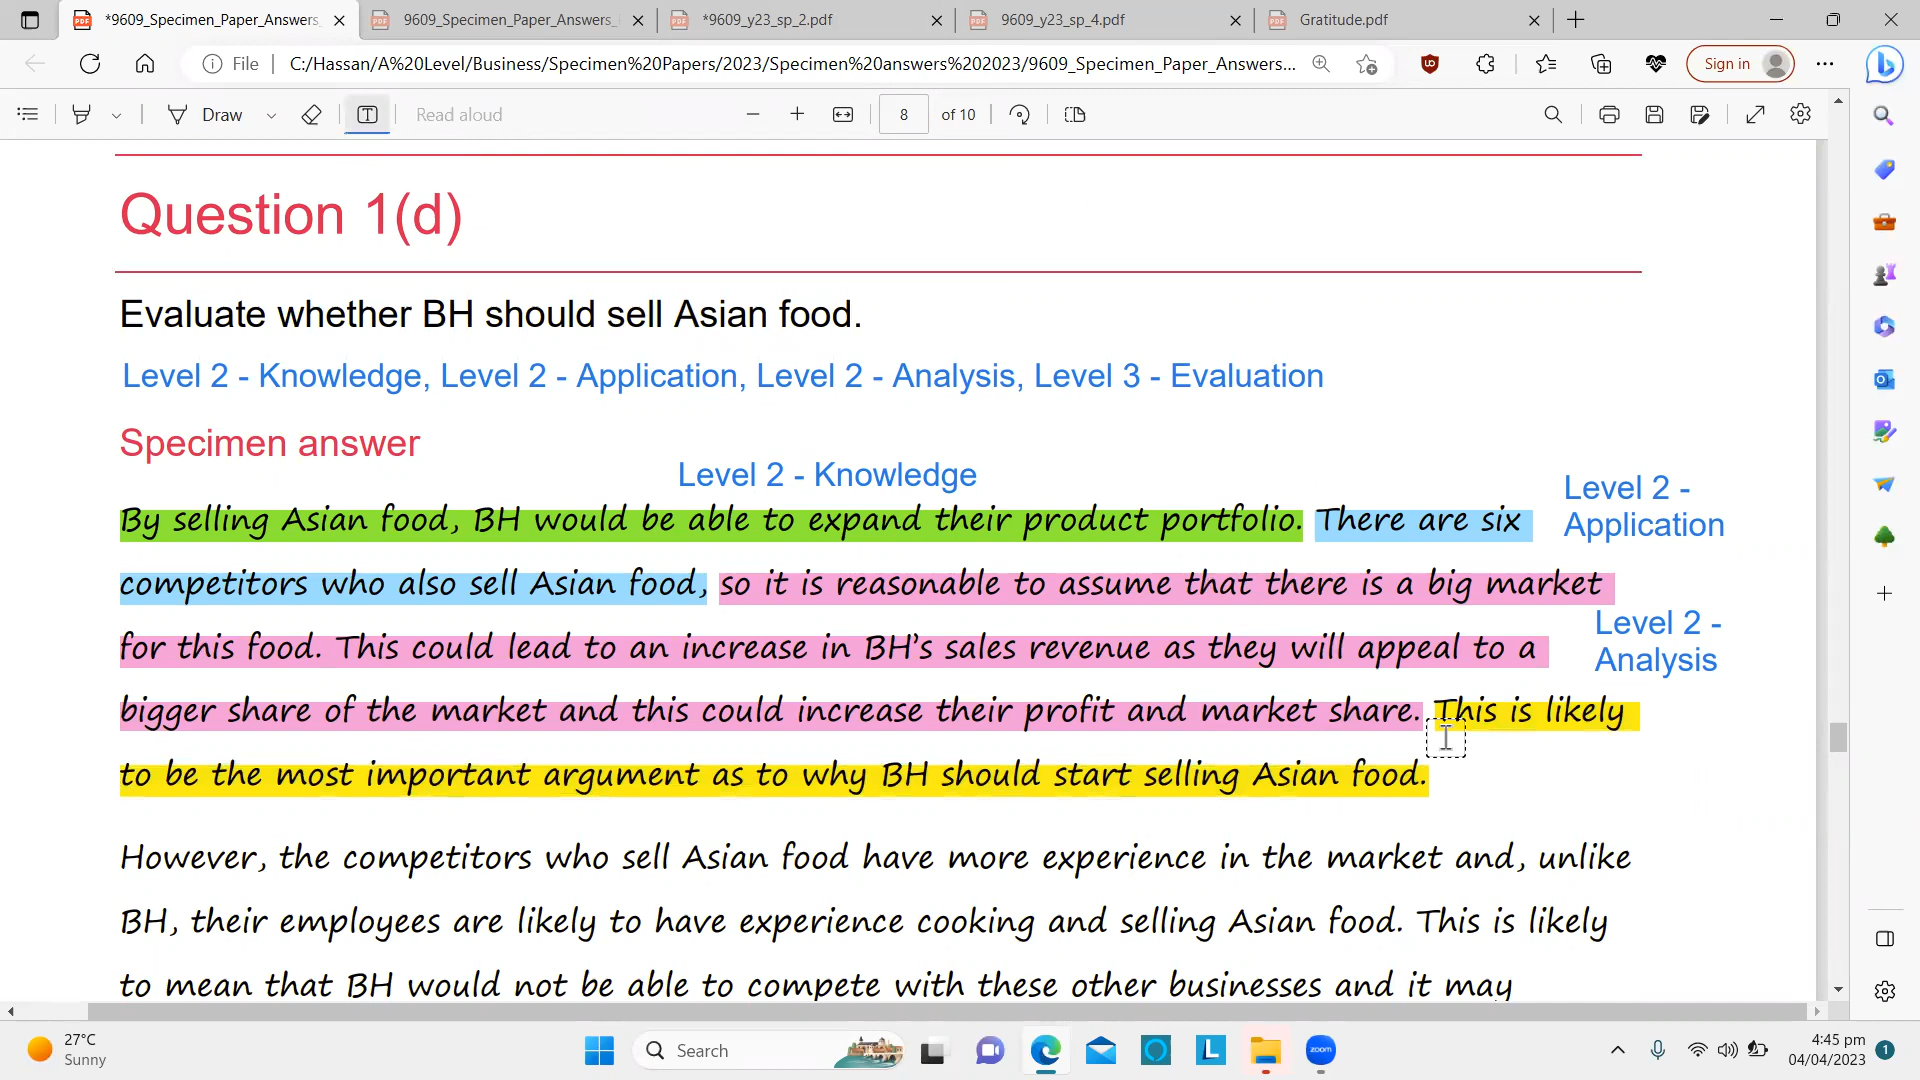 *9609_Specimen_Paper_Answers_
9609_Specimen_Paper_Answers_
*9609_y23_sp_2.pdf
9609_y23_sp_4.pdf
Gratitude.pdf
File
C:/Hassan/A%20Level/Business/Specimen%20Papers/2023/Specimen%20answers%202023/9609_Specimen_Paper_Answers...
Sign in
Draw
Read aloud
8 of 10
Question 1(d)
Evaluate whether BH should sell Asian food.
Level 2 - Knowledge, Level 2 - Application, Level 2 - Analysis, Level 3 - Evaluation
Specimen answer
Level 2 - Knowledge
Level 2 -
Application
By selling Asian food, BH would be able to expand their product portfolio. There are six
competitors who also sell Asian food, so it is reasonable to assume that there is a big market
for this food. This could lead to an increase in BH's sales revenue as they will appeal to a
Level 2 -
Analysis
bigger share of the market and this could increase their profit and market share. This is likely
to be the most important argument as to why BH should start selling Asian food.
However, the competitors who sell Asian food have more experience in the market and, unlike
BH, their employees are likely to have experience cooking and selling Asian food. This is likely
to mean that BH would not be able to compete with these other businesses and it may
27°C
Sunny
Search
L
zoom
4:45 pm
04/04/2023
1